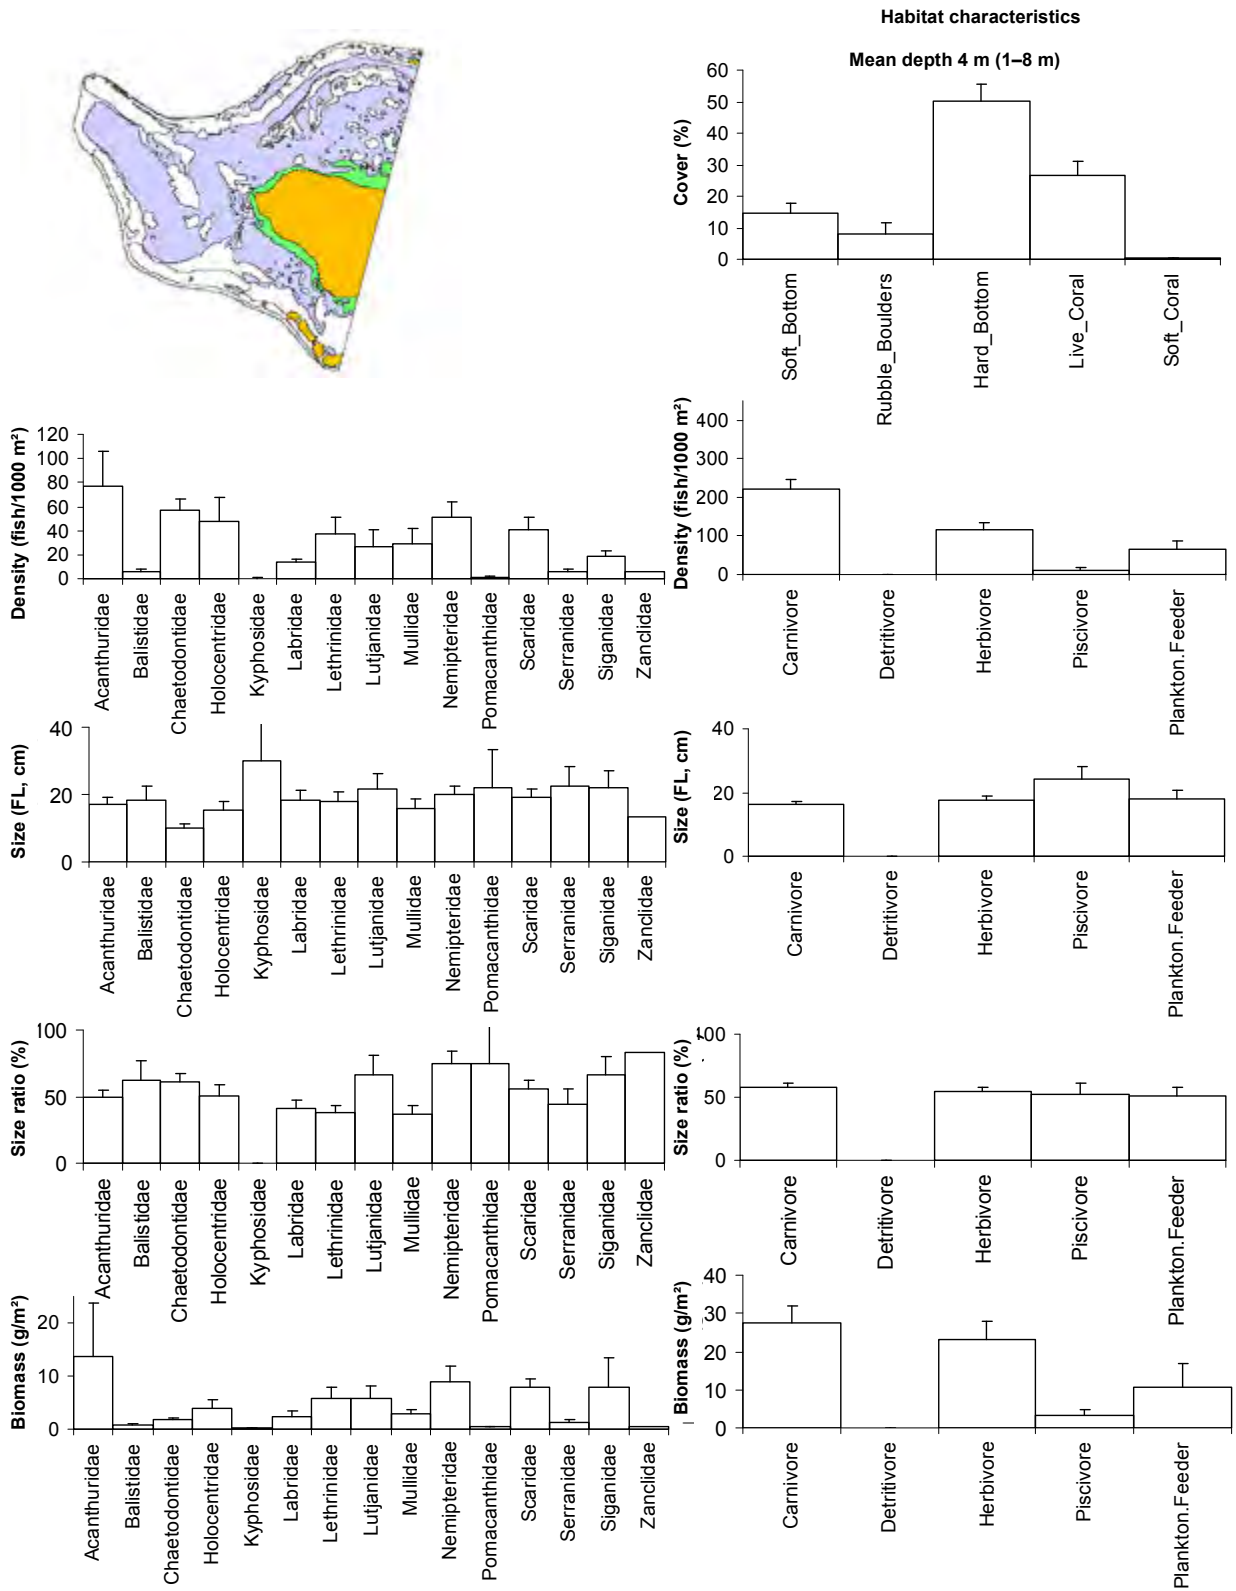 Habitat characteristics
Mean depth 4 m (1–8 m)
Cover (%)
60
50
40
30
20
10
0
Soft_Bottom
Rubble_Boulders
Hard_Bottom
Live_Coral
Soft_Coral
Density (fish/1000 m²)
120
100
80
60
40
20
0
Acanthuridae
Balistidae
Chaetodontidae
Holocentridae
Kyphosidae
Labridae
Lethrinidae
Lutjanidae
Mullidae
Nemipteridae
Pomacanthidae
Scaridae
Serranidae
Siganidae
Zanclidae
Density (fish/1000 m²)
400
300
200
100
0
Carnivore
Detritivore
Herbivore
Piscivore
Plankton.Feeder
Size (FL, cm)
40
20
0
Acanthuridae
Balistidae
Chaetodontidae
Holocentridae
Kyphosidae
Labridae
Lethrinidae
Lutjanidae
Mullidae
Nemipteridae
Pomacanthidae
Scaridae
Serranidae
Siganidae
Zanclidae
Size (FL, cm)
40
20
0
Carnivore
Detritivore
Herbivore
Piscivore
Plankton.Feeder
Size ratio (%)
100
50
0
Acanthuridae
Balistidae
Chaetodontidae
Holocentridae
Kyphosidae
Labridae
Lethrinidae
Lutjanidae
Mullidae
Nemipteridae
Pomacanthidae
Scaridae
Serranidae
Siganidae
Zanclidae
Size ratio (%)
100
50
0
Carnivore
Detritivore
Herbivore
Piscivore
Plankton.Feeder
Biomass (g/m²)
20
10
0
Acanthuridae
Balistidae
Chaetodontidae
Holocentridae
Kyphosidae
Labridae
Lethrinidae
Lutjanidae
Mullidae
Nemipteridae
Pomacanthidae
Scaridae
Serranidae
Siganidae
Zanclidae
Biomass (g/m²)
40
30
20
10
0
Carnivore
Detritivore
Herbivore
Piscivore
Plankton.Feeder